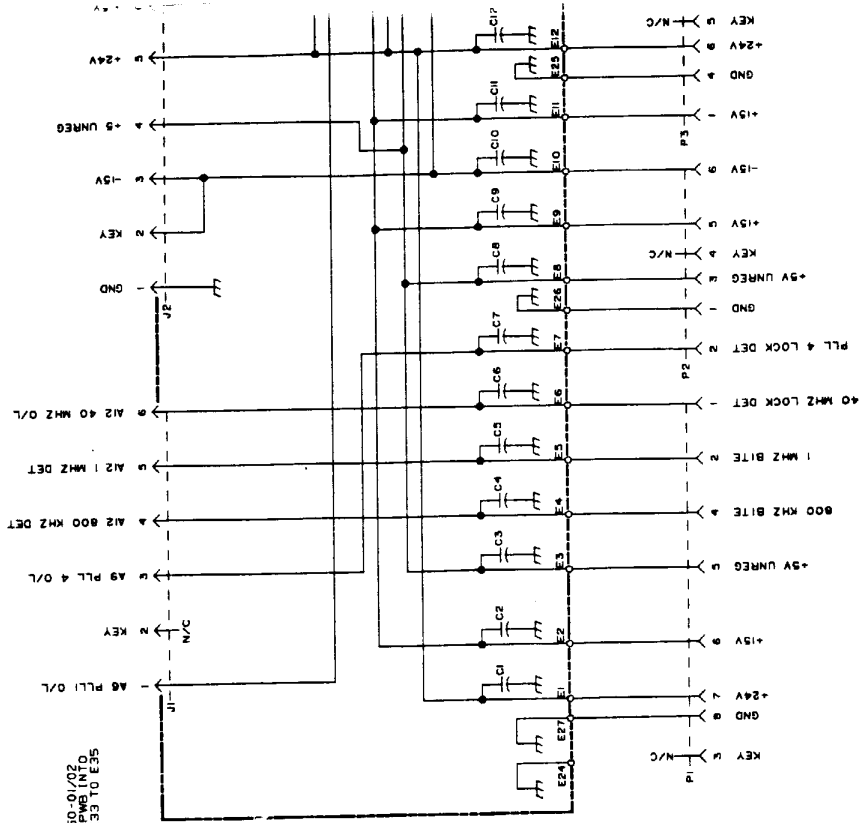 +24V 5
+5 UNREG 4
-15V 3
KEY 2
GND 1
J2
A12 40 MHZ O/L 6
A12 1 MHZ DET 5
A12 800 KHZ DET 4
A9 PLL 4 O/L 3
KEY 2 N/C
A6 PLL1 O/L 1
J1
PWB INTO
33 TO E35
C17
E12
E25
C11
E11
C10
E10
C9
E9
C8
E8
E26
C7
E7
C6
E6
C5
E5
C4
E4
C3
E3
C2
E2
C1
E1
E27
E24
N/C 5 KEY
6 +24V
4 GND
1 +15V
P3
6 -15V
5 +15V
N/C 4 KEY
3 +5V UNREG
1 GND
2 PLL 4 LOCK DET
P2
1 40 MHZ LOCK DET
2 1 MHZ BITE
4 800 KHZ BITE
5 +5V UNREG
6 +15V
7 +24V
8 GND
N/C 3 KEY
P1